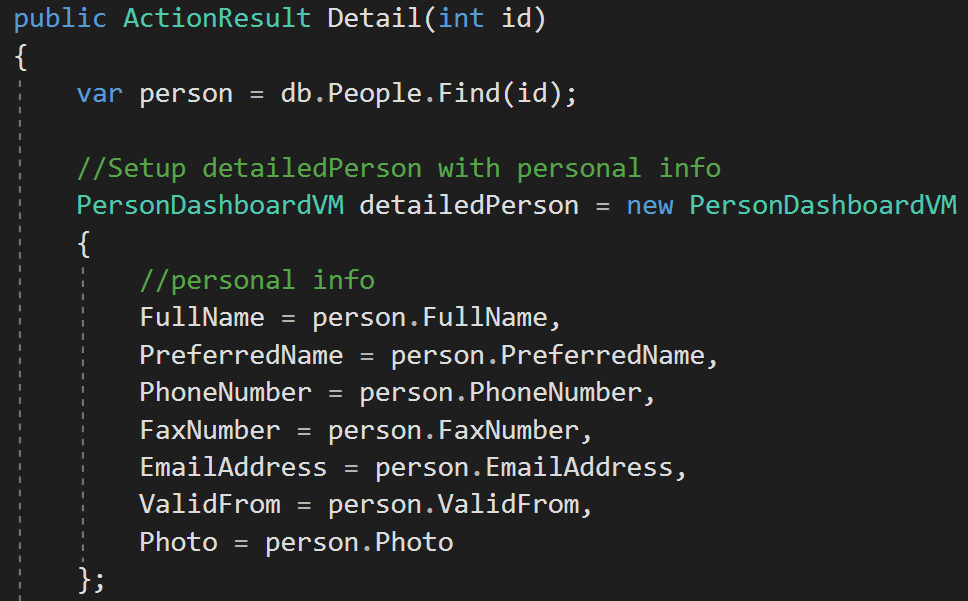 public ActionResult Detail(int id)
{
var person = db.People.Find(id);
//Setup detailedPerson with personal info
PersonDashboardVM detailedPerson = new PersonDashboardVM
{
//personal info
FullName = person.FullName,
PreferredName = person.PreferredName,
PhoneNumber = person.PhoneNumber,
FaxNumber = person.FaxNumber,
EmailAddress = person.EmailAddress,
ValidFrom = person.ValidFrom,
Photo = person.Photo
};